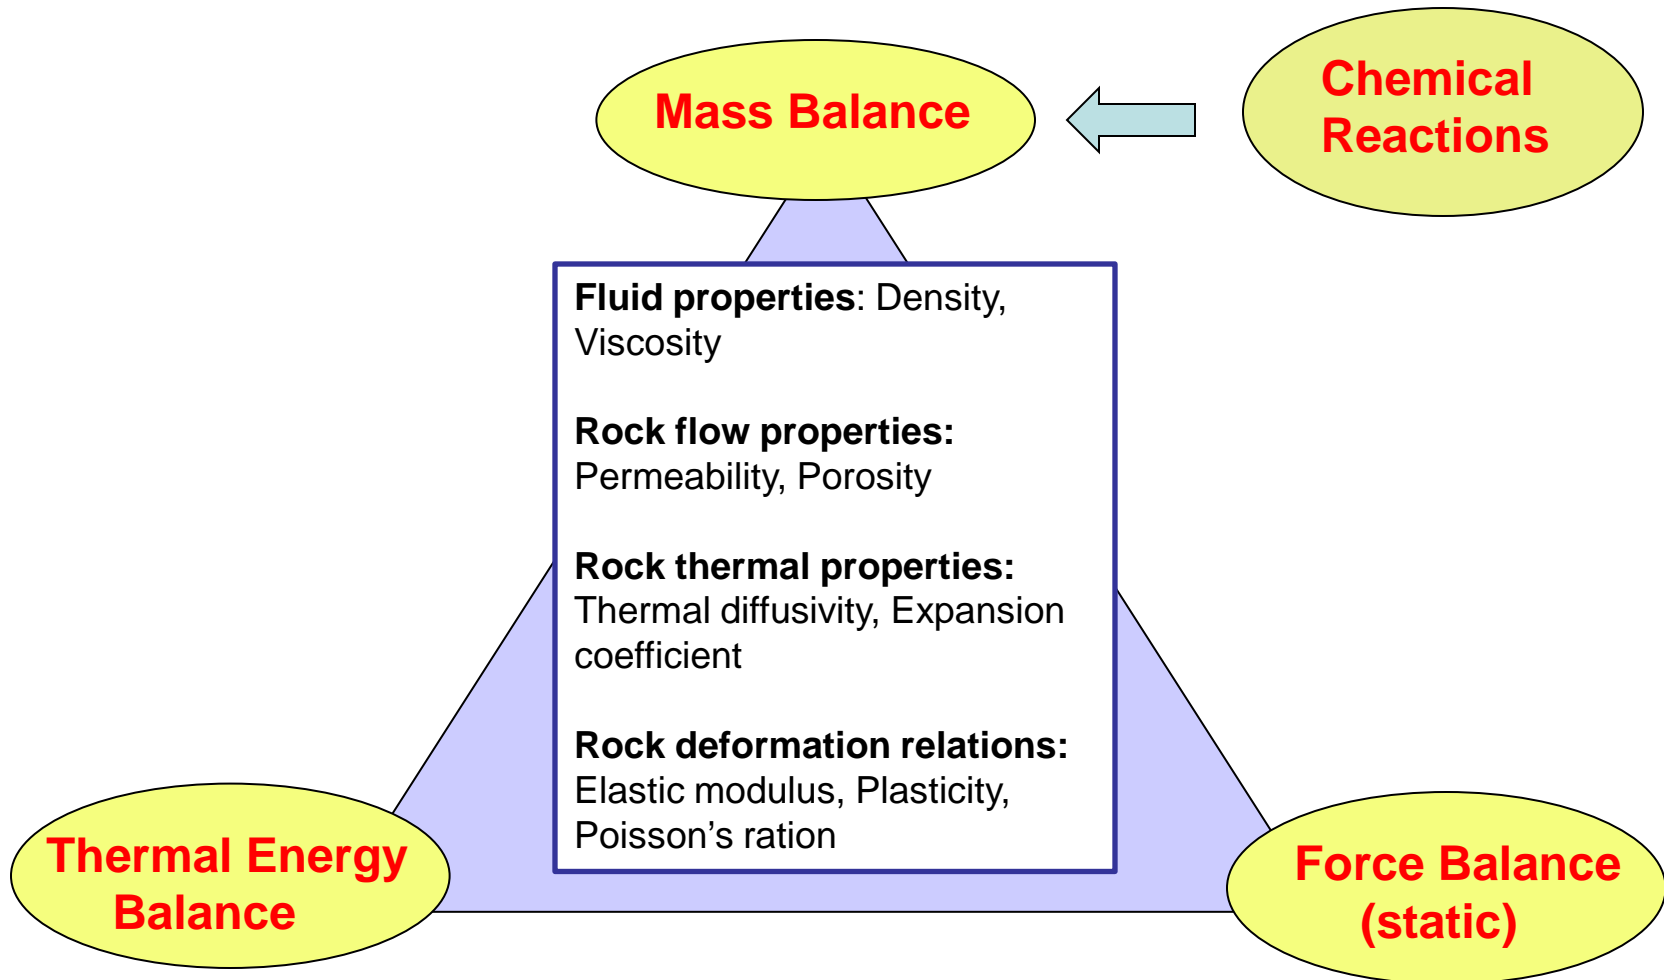 Mass Balance
Chemical
Reactions
Fluid properties: Density,
Viscosity
Rock flow properties:
Permeability, Porosity
Rock thermal properties:
Thermal diffusivity, Expansion
coefficient
Rock deformation relations:
Elastic modulus, Plasticity,
Poisson’s ration
Thermal Energy
Balance
Force Balance
(static)